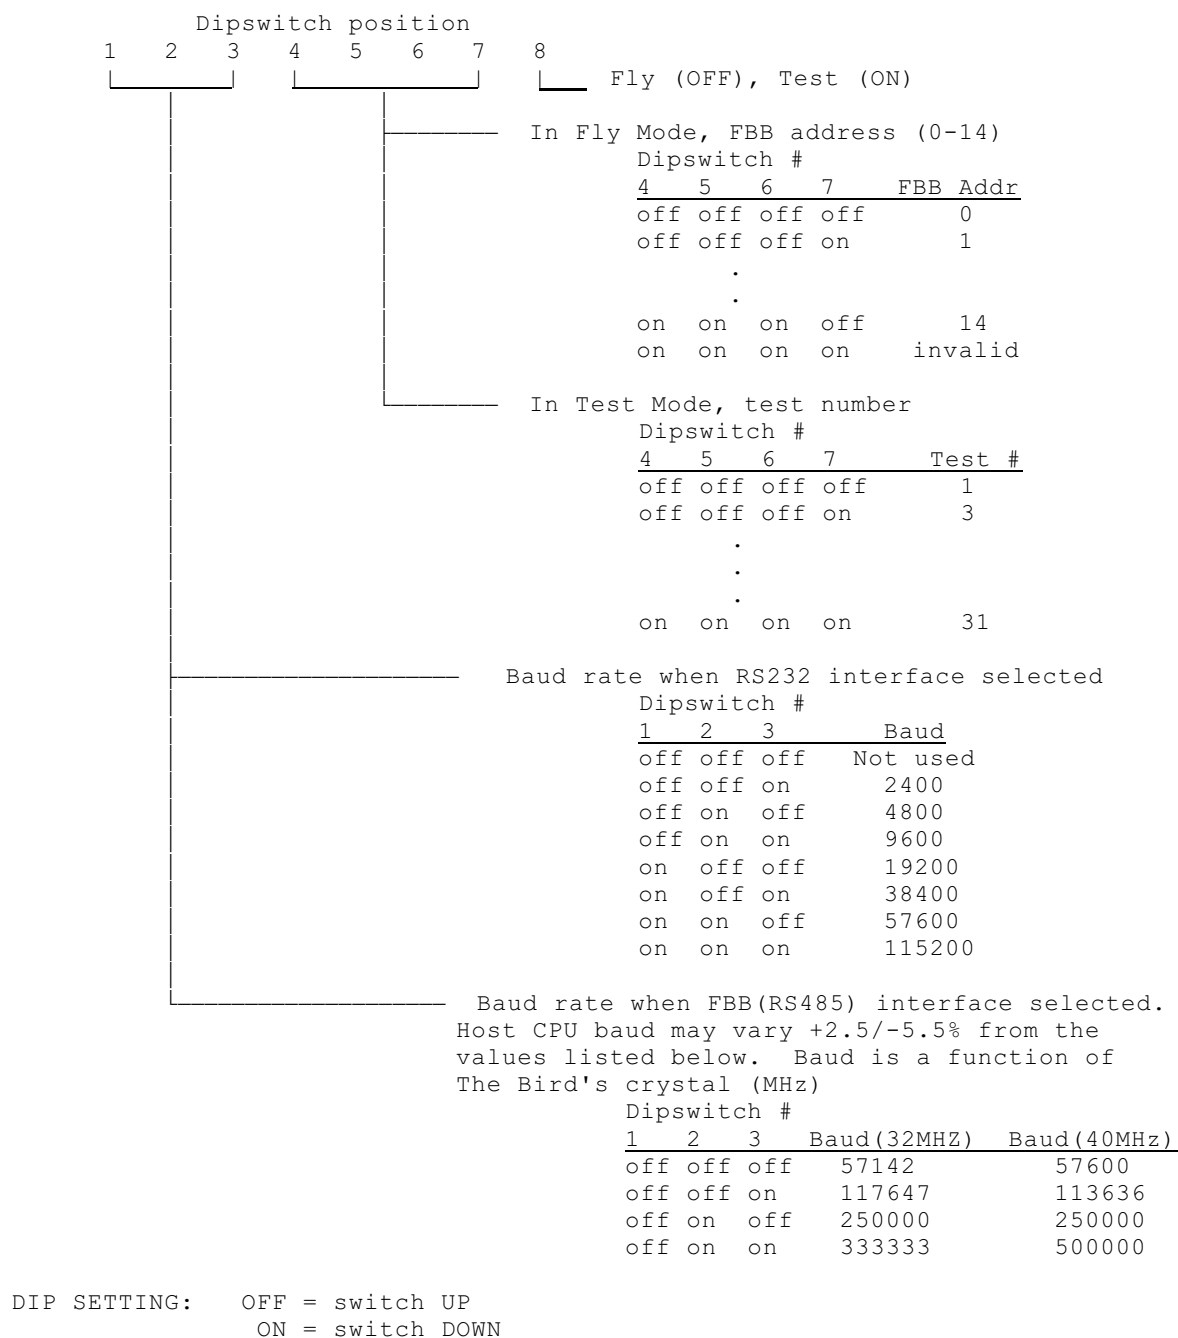 Dipswitch position
1 2 3 4 5 6 7 8
Fly (OFF), Test (ON)
In Fly Mode, FBB address (0-14)
Dipswitch #
4 5 6 7 FBB Addr
off off off off 0
off off off on 1
.
.
on on on off 14
on on on on invalid
In Test Mode, test number
Dipswitch #
4 5 6 7 Test #
off off off off 1
off off off on 3
.
.
.
on on on on 31
Baud rate when RS232 interface selected
Dipswitch #
1 2 3 Baud
off off off Not used
off off on 2400
off on off 4800
off on on 9600
on off off 19200
on off on 38400
on on off 57600
on on on 115200
Baud rate when FBB(RS485) interface selected.
Host CPU baud may vary +2.5/-5.5% from the
values listed below. Baud is a function of
The Bird's crystal (MHz)
Dipswitch #
1 2 3 Baud(32MHZ) Baud(40MHz)
off off off 57142 57600
off off on 117647 113636
off on off 250000 250000
off on on 333333 500000
DIP SETTING: OFF = switch UP
ON = switch DOWN